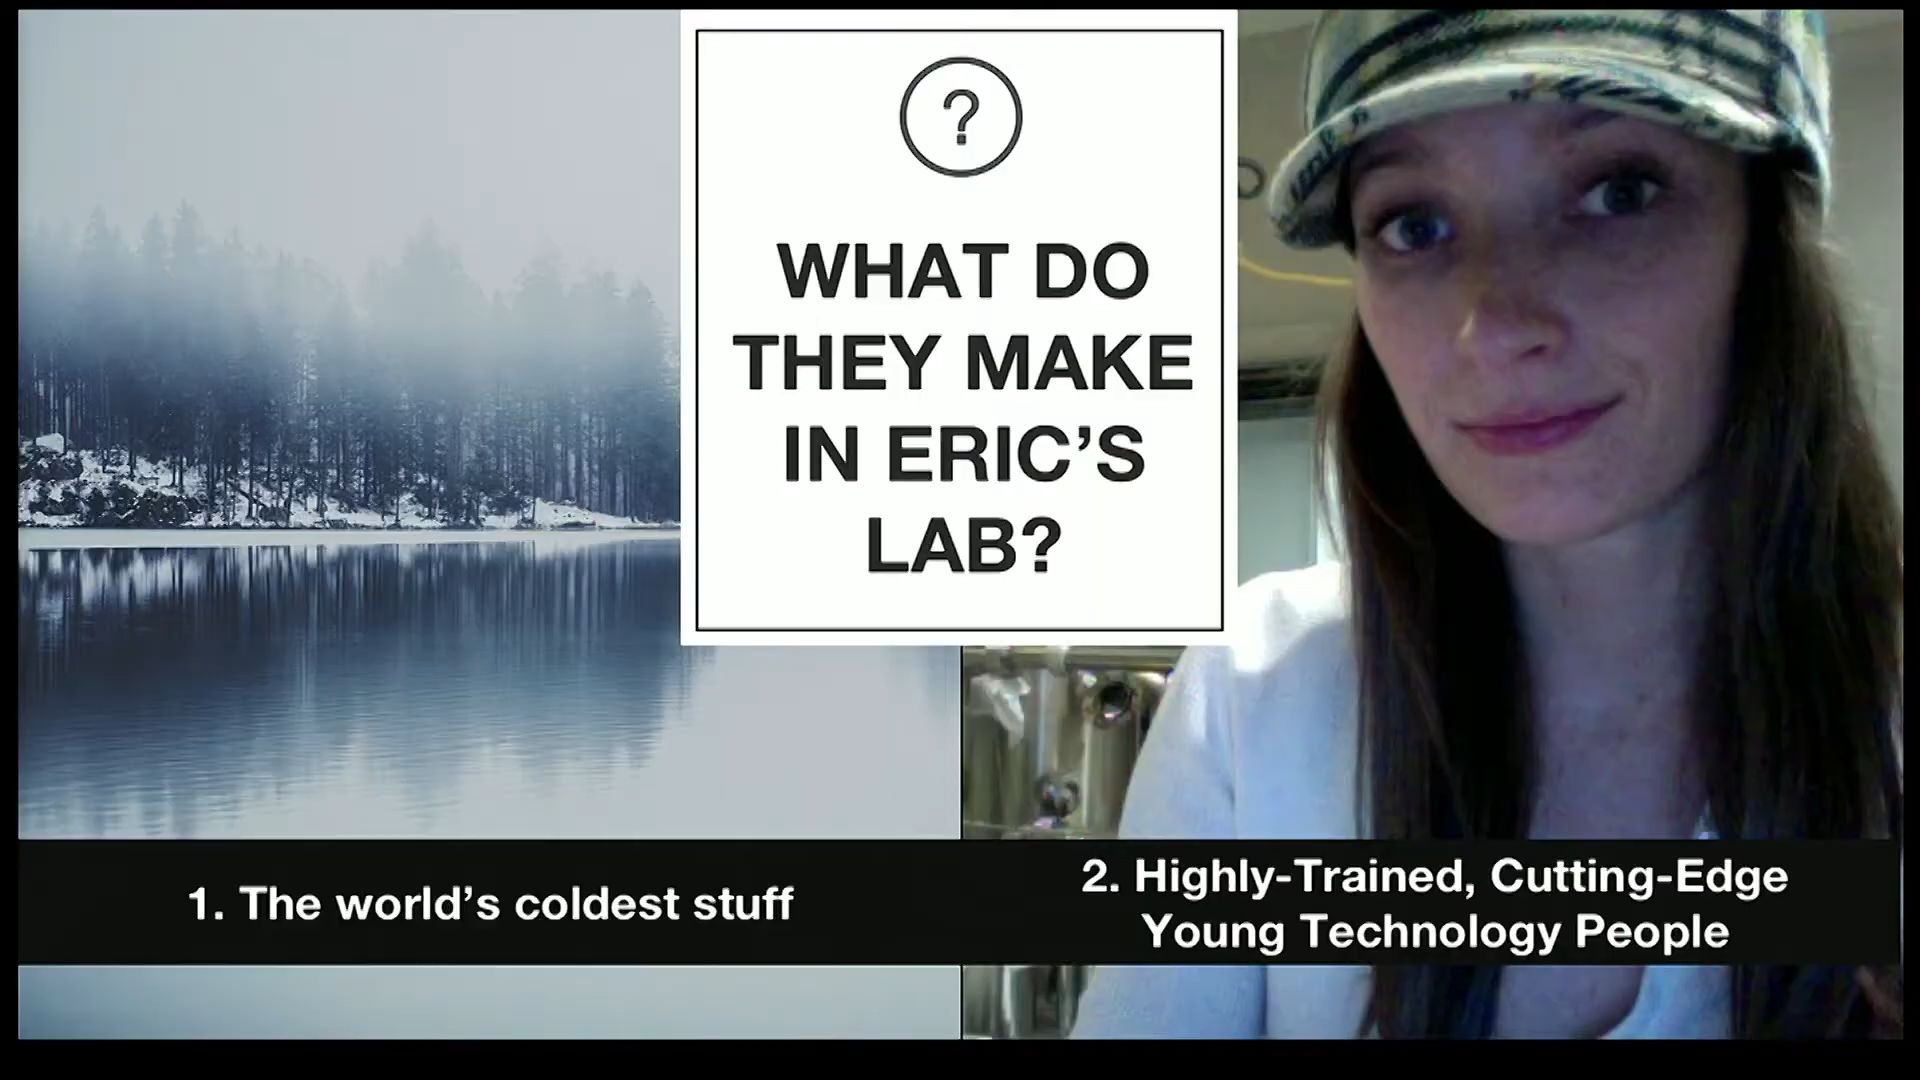 ?
WHAT DO
THEY MAKE
IN ERIC’S
LAB?
1. The world’s coldest stuff
2. Highly-Trained, Cutting-Edge
Young Technology People